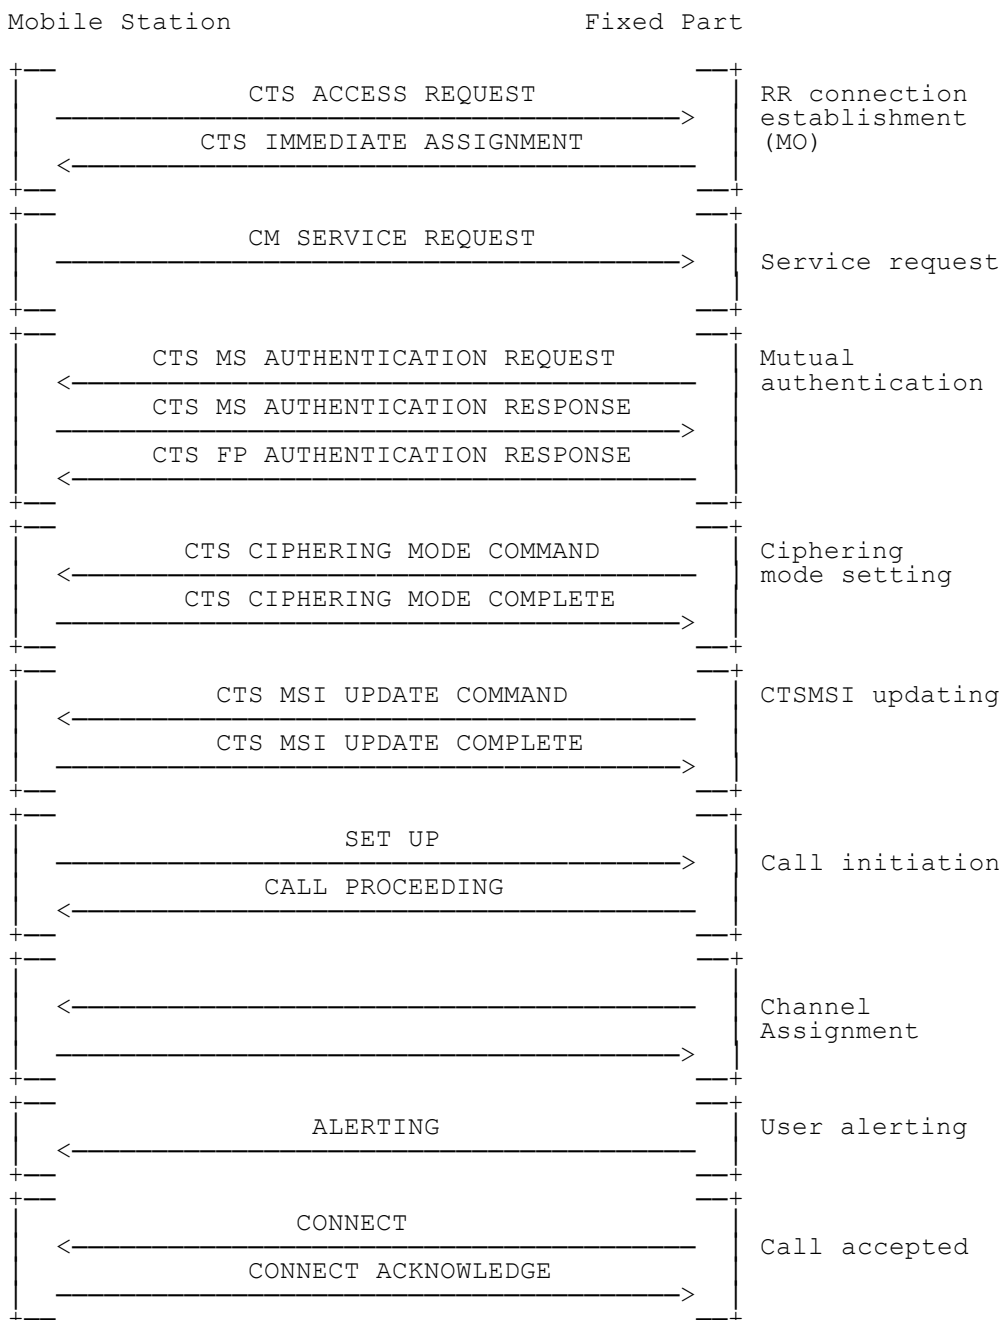 Mobile Station Fixed Part
CTS ACCESS REQUEST RR connection
establishment
CTS IMMEDIATE ASSIGNMENT (MO)
CM SERVICE REQUEST
Service request
CTS MS AUTHENTICATION REQUEST Mutual
authentication
CTS MS AUTHENTICATION RESPONSE
CTS FP AUTHENTICATION RESPONSE
CTS CIPHERING MODE COMMAND Ciphering
mode setting
CTS CIPHERING MODE COMPLETE
CTS MSI UPDATE COMMAND CTSMSI updating
CTS MSI UPDATE COMPLETE
SET UP
Call initiation
CALL PROCEEDING
Channel
Assignment
ALERTING User alerting
CONNECT
Call accepted
CONNECT ACKNOWLEDGE